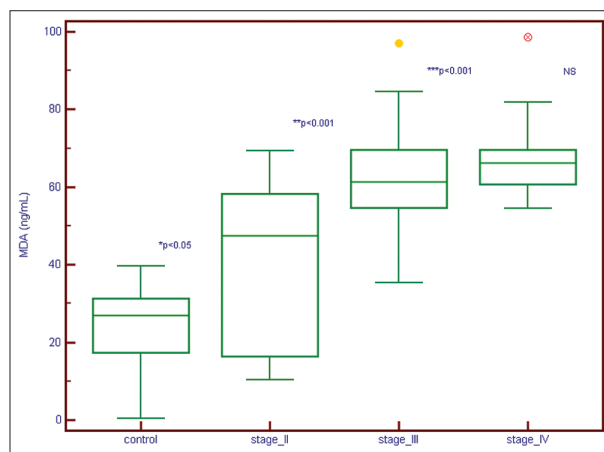 100
***p<0.001
NS
80
**p<0.001
60
MDA (ng/mL)
*p<0.05
40
20
0
control stage_II stage_III stage_IV